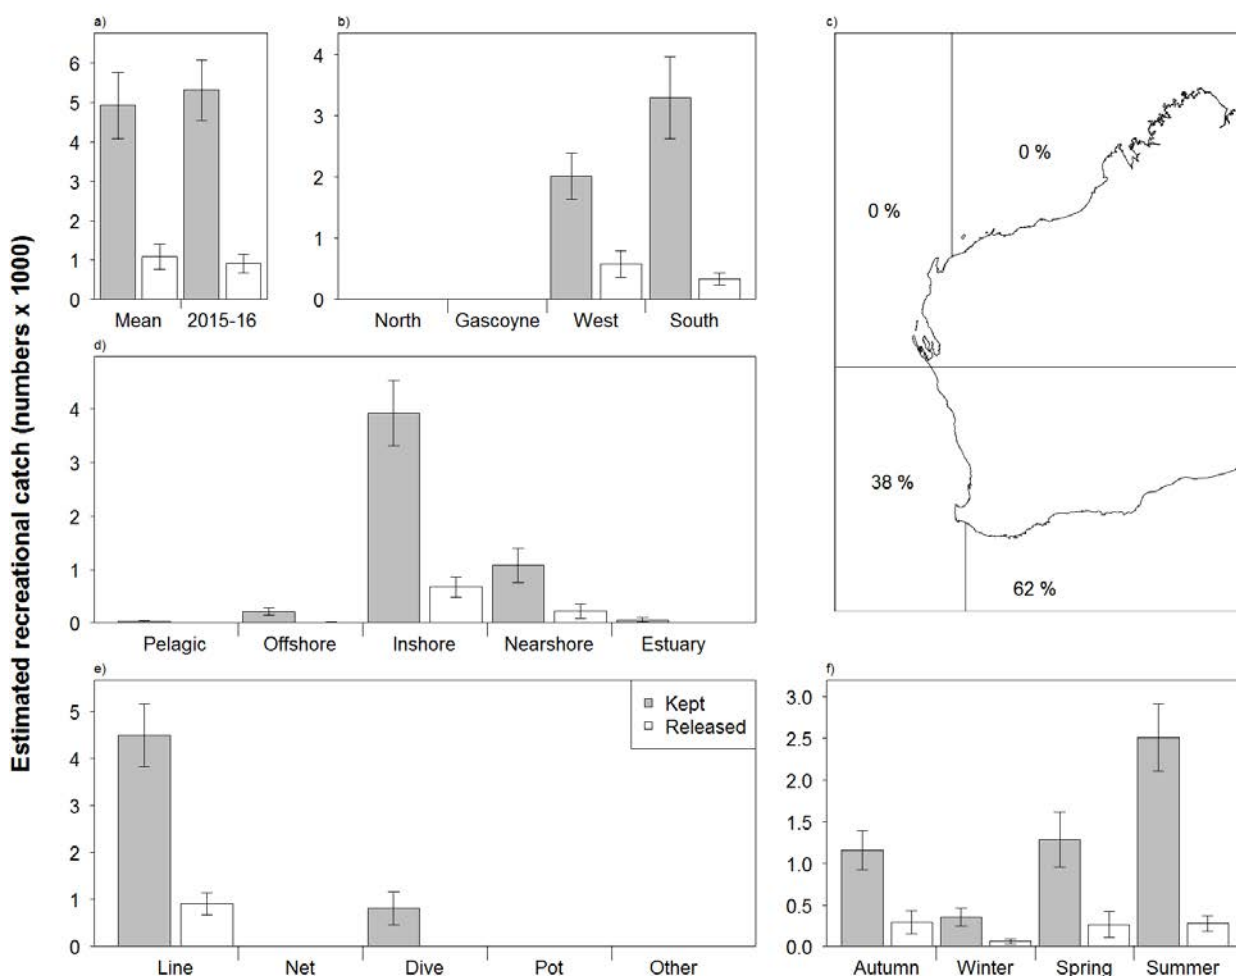 Estimated recreational catch (numbers x 1000)
a)
6
5
4
3
2
1
0
Mean 2015-16
b)
4
3
2
1
0
North Gascoyne West South
c)
0 %
0 %
38 %
62 %
d)
4
3
2
1
0
Pelagic Offshore Inshore Nearshore Estuary
e)
5
4
3
2
1
0
Kept
Released
Line Net Dive Pot Other
f)
3.0
2.5
2.0
1.5
1.0
0.5
0.0
Autumn Winter Spring Summer